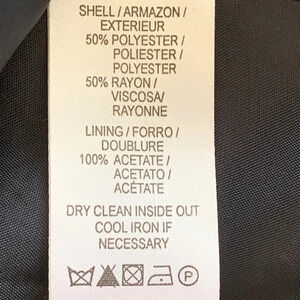 SHELL / ARMAZON /
EXTERIEUR
50% POLYESTER /
POLIESTER /
POLYESTER
50% RAYON /
VISCOSA/
RAYONNE
LINING / FORRO /
DOUBLURE
100% ACETATE /
ACETATO /
ACÉTATE
DRY CLEAN INSIDE OUT
COOL IRON IF
NECESSARY
P